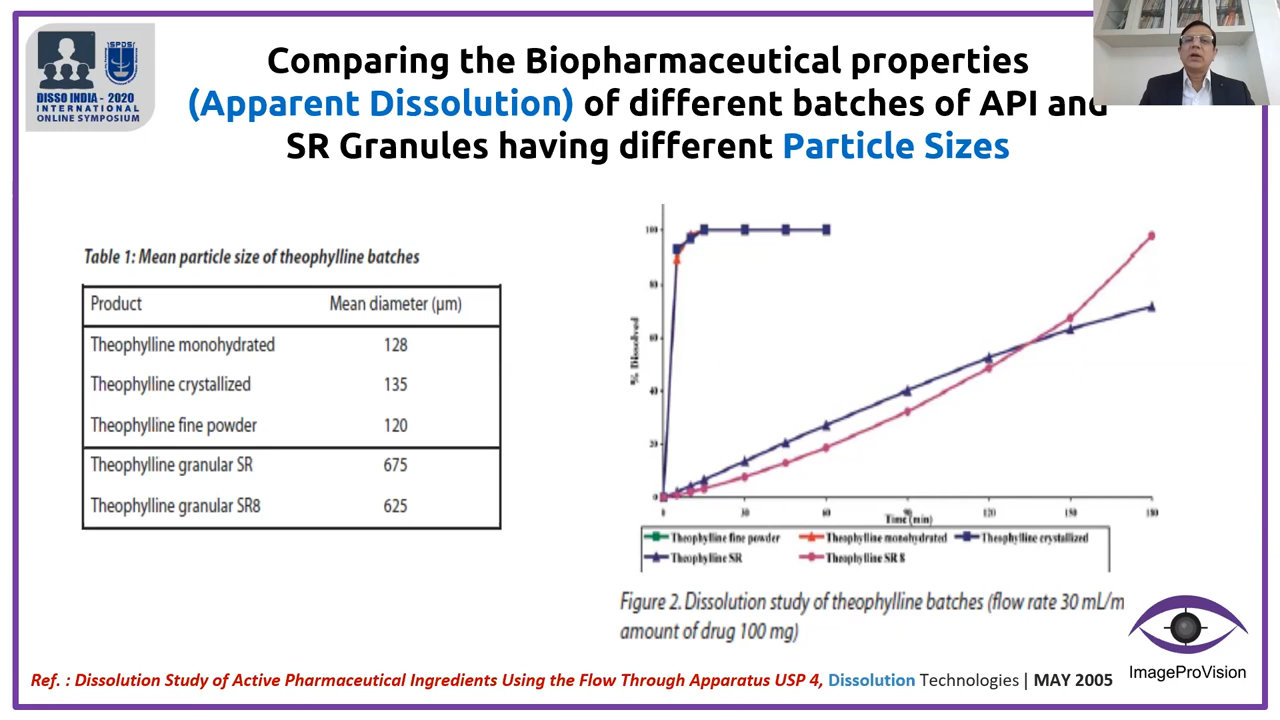 SPDS
DISSO INDIA - 2020
INTERNATIONAL
ONLINE SYMPOSIUM
Comparing the Biopharmaceutical properties
(Apparent Dissolution) of different batches of API and
SR Granules having different Particle Sizes
Table 1: Mean particle size of theophylline batches
Product Mean diameter (µm)
Theophylline monohydrated 128
Theophylline crystallized 135
Theophylline fine powder 120
Theophylline granular SR 675
Theophylline granular SR8 625
% Dissolved
100
80
60
40
20
0
0 30 60 90 120 150 180
Time (min)
Theophylline fine powder Theophylline monohydrated Theophylline crystallized
Theophylline SR Theophylline SR 8
Figure 2. Dissolution study of theophylline batches (flow rate 30 mL/m
amount of drug 100 mg)
ImageProVision
Ref. : Dissolution Study of Active Pharmaceutical Ingredients Using the Flow Through Apparatus USP 4, Dissolution Technologies | MAY 2005